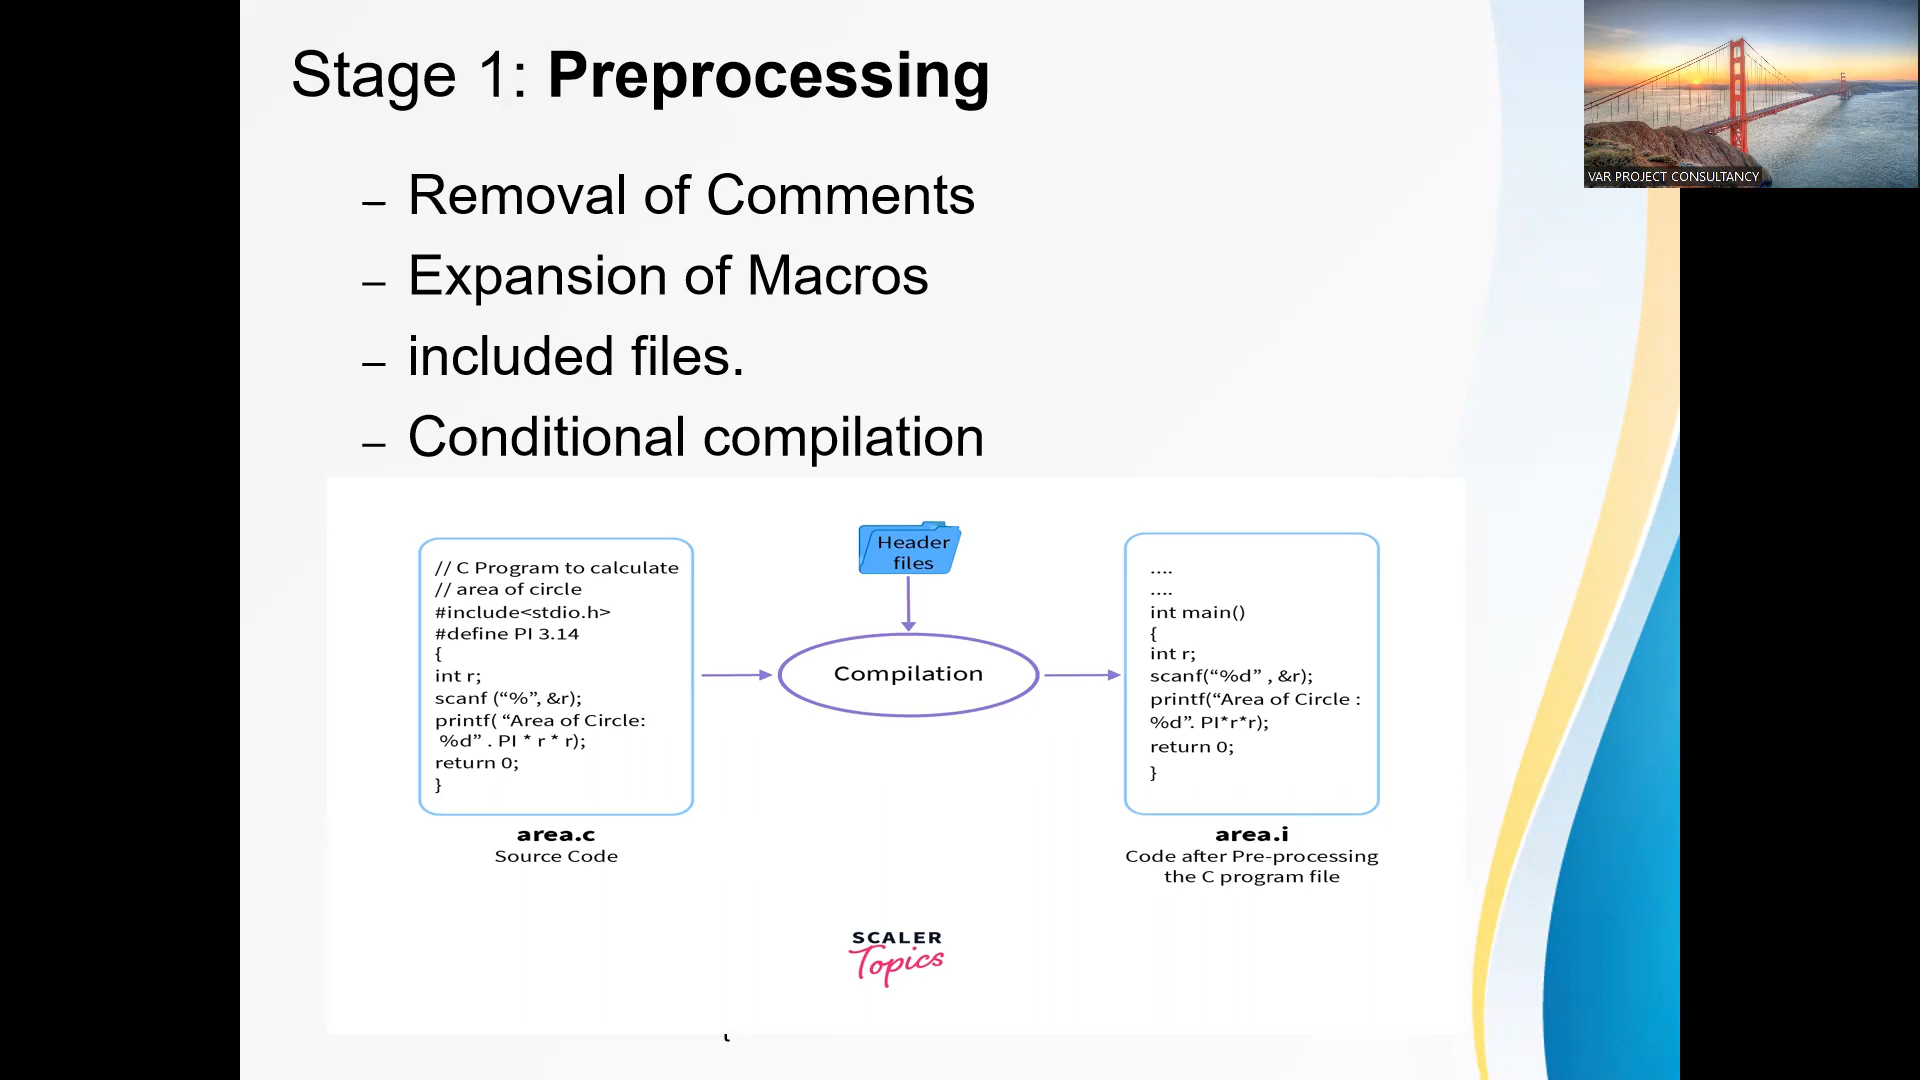 Stage 1: Preprocessing
VAR PROJECT CONSULTANCY
– Removal of Comments
– Expansion of Macros
– included files.
– Conditional compilation
// C Program to calculate
// area of circle
#include<stdio.h>
#define PI 3.14
{
int r;
scanf (“%”, &r);
printf( “Area of Circle:
%d” . PI * r * r);
return 0;
}
area.c
Source Code
Header
files
Compilation
....
....
int main()
{
int r;
scanf(“%d” , &r);
printf(“Area of Circle :
%d”. PI*r*r);
return 0;
}
area.i
Code after Pre-processing
the C program file
SCALER
Topics